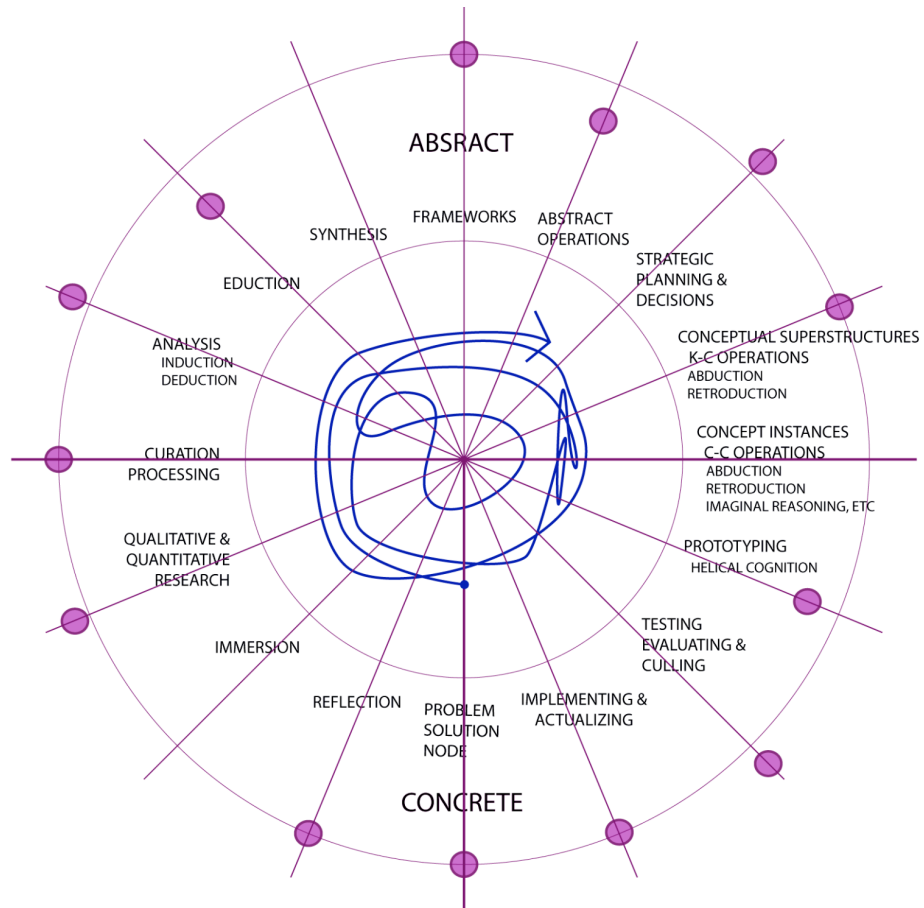 ABSRACT
FRAMEWORKS
ABSTRACT
OPERATIONS
SYNTHESIS
STRATEGIC
PLANNING &
DECISIONS
EDUCTION
CONCEPTUAL SUPERSTRUCTURES
K-C OPERATIONS
ABDUCTION
RETRODUCTION
ANALYSIS
INDUCTION
DEDUCTION
CONCEPT INSTANCES
C-C OPERATIONS
ABDUCTION
RETRODUCTION
IMAGINAL REASONING, ETC
CURATION
PROCESSING
QUALITATIVE &
QUANTITATIVE
RESEARCH
PROTOTYPING
HELICAL COGNITION
IMMERSION
TESTING
EVALUATING &
CULLING
REFLECTION
PROBLEM
SOLUTION
NODE
IMPLEMENTING &
ACTUALIZING
CONCRETE